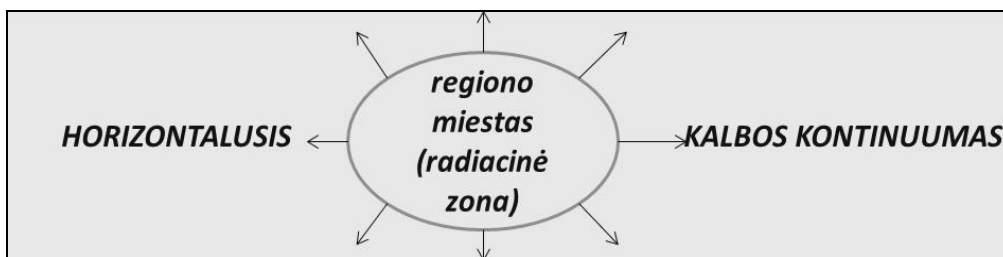 regiono
miestas
HORIZONTALUSIS
KALBOS KONTINUUMAS
(radiacinė
zona)